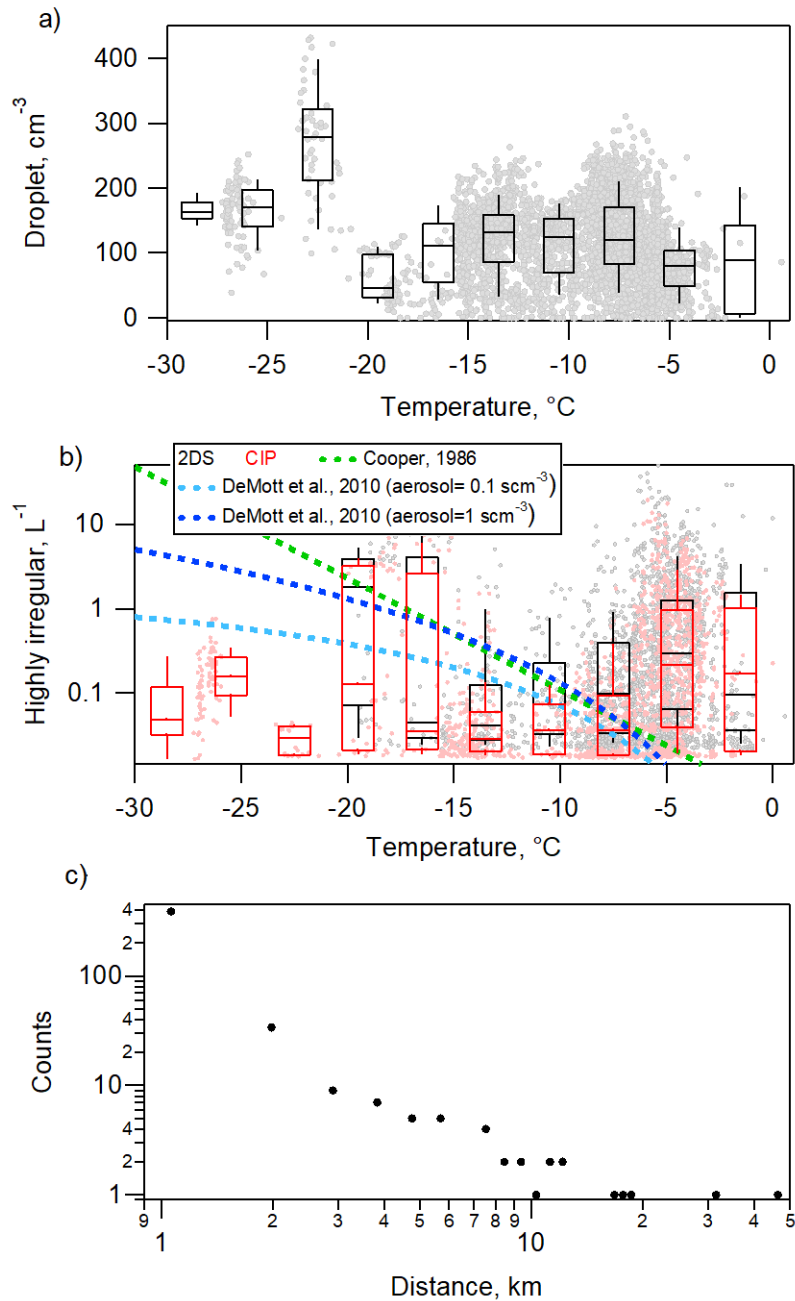 a)
400
300
200
100
0
Droplet, cm-3
-30 -25 -20 -15 -10 -5 0
Temperature, °C
b)
2DS CIP Cooper, 1986
DeMott et al., 2010 (aerosol= 0.1 scm-3)
DeMott et al., 2010 (aerosol=1 scm-3)
10
1
0.1
Highly irregular, L-1
-30 -25 -20 -15 -10 -5 0
Temperature, °C
c)
4
2
100
4
2
10
4
2
1
Counts
9 2 3 4 5 6 7 8 9 2 3 4 5
1 10
Distance, km